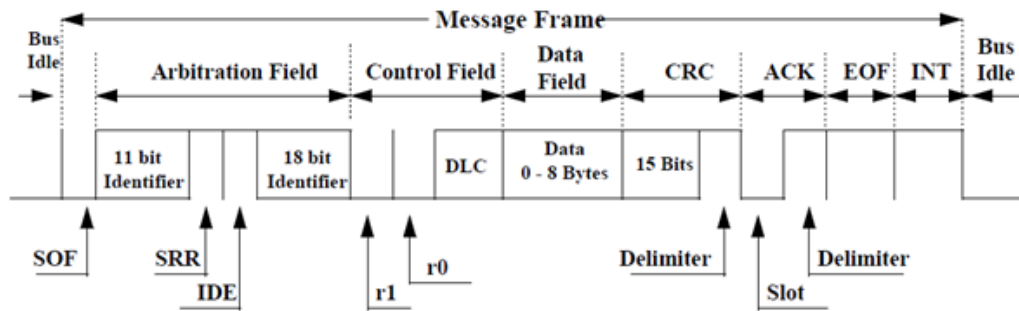 Message Frame
Bus
Idle
Arbitration Field
Control Field
Data
Field
CRC
ACK
EOF
INT
Bus
Idle
11 bit
Identifier
18 bit
Identifier
DLC
Data
0 - 8 Bytes
15 Bits
SOF
SRR
IDE
r1
r0
Delimiter
Slot
Delimiter